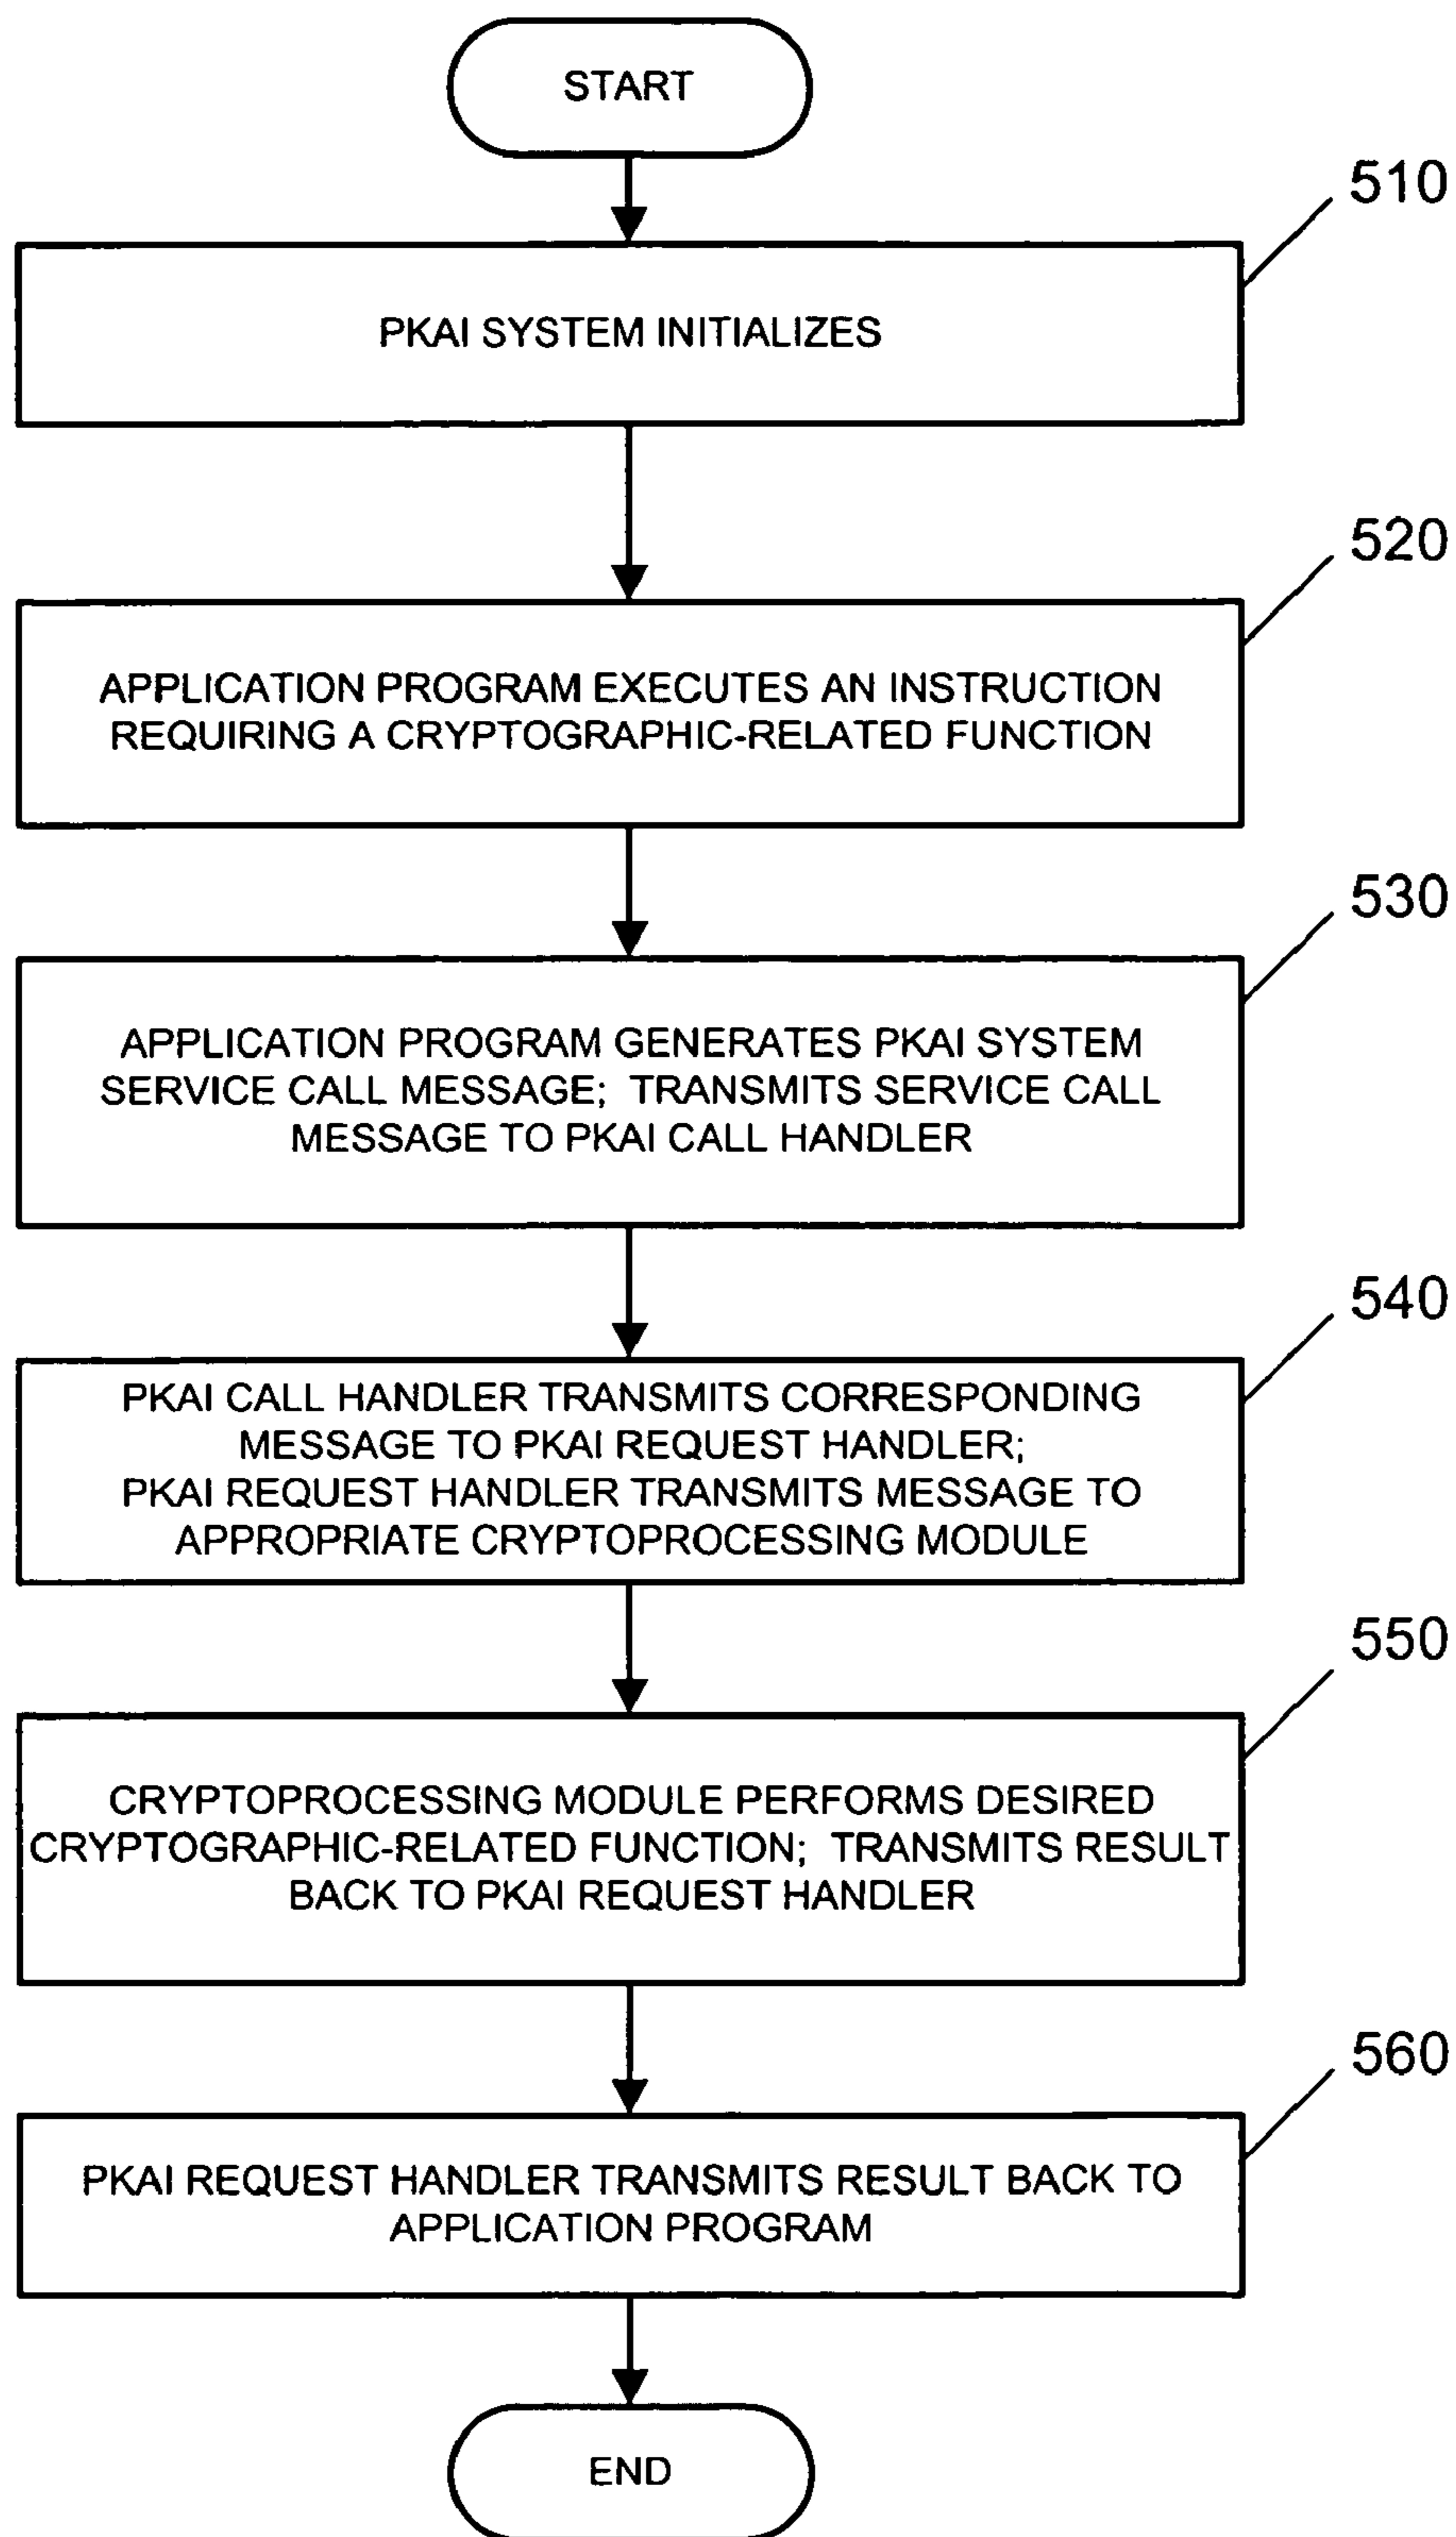 START
510
PKAI SYSTEM INITIALIZES
520
APPLICATION PROGRAM EXECUTES AN INSTRUCTION
REQUIRING A CRYPTOGRAPHIC-RELATED FUNCTION
530
APPLICATION PROGRAM GENERATES PKAI SYSTEM
SERVICE CALL MESSAGE; TRANSMITS SERVICE CALL
MESSAGE TO PKAI CALL HANDLER
540
PKAI CALL HANDLER TRANSMITS CORRESPONDING
MESSAGE TO PKAI REQUEST HANDLER;
PKAI REQUEST HANDLER TRANSMITS MESSAGE TO
APPROPRIATE CRYPTOPROCESSING MODULE
550
CRYPTOPROCESSING MODULE PERFORMS DESIRED
CRYPTOGRAPHIC-RELATED FUNCTION; TRANSMITS RESULT
BACK TO PKAI REQUEST HANDLER
560
PKAI REQUEST HANDLER TRANSMITS RESULT BACK TO
APPLICATION PROGRAM
END